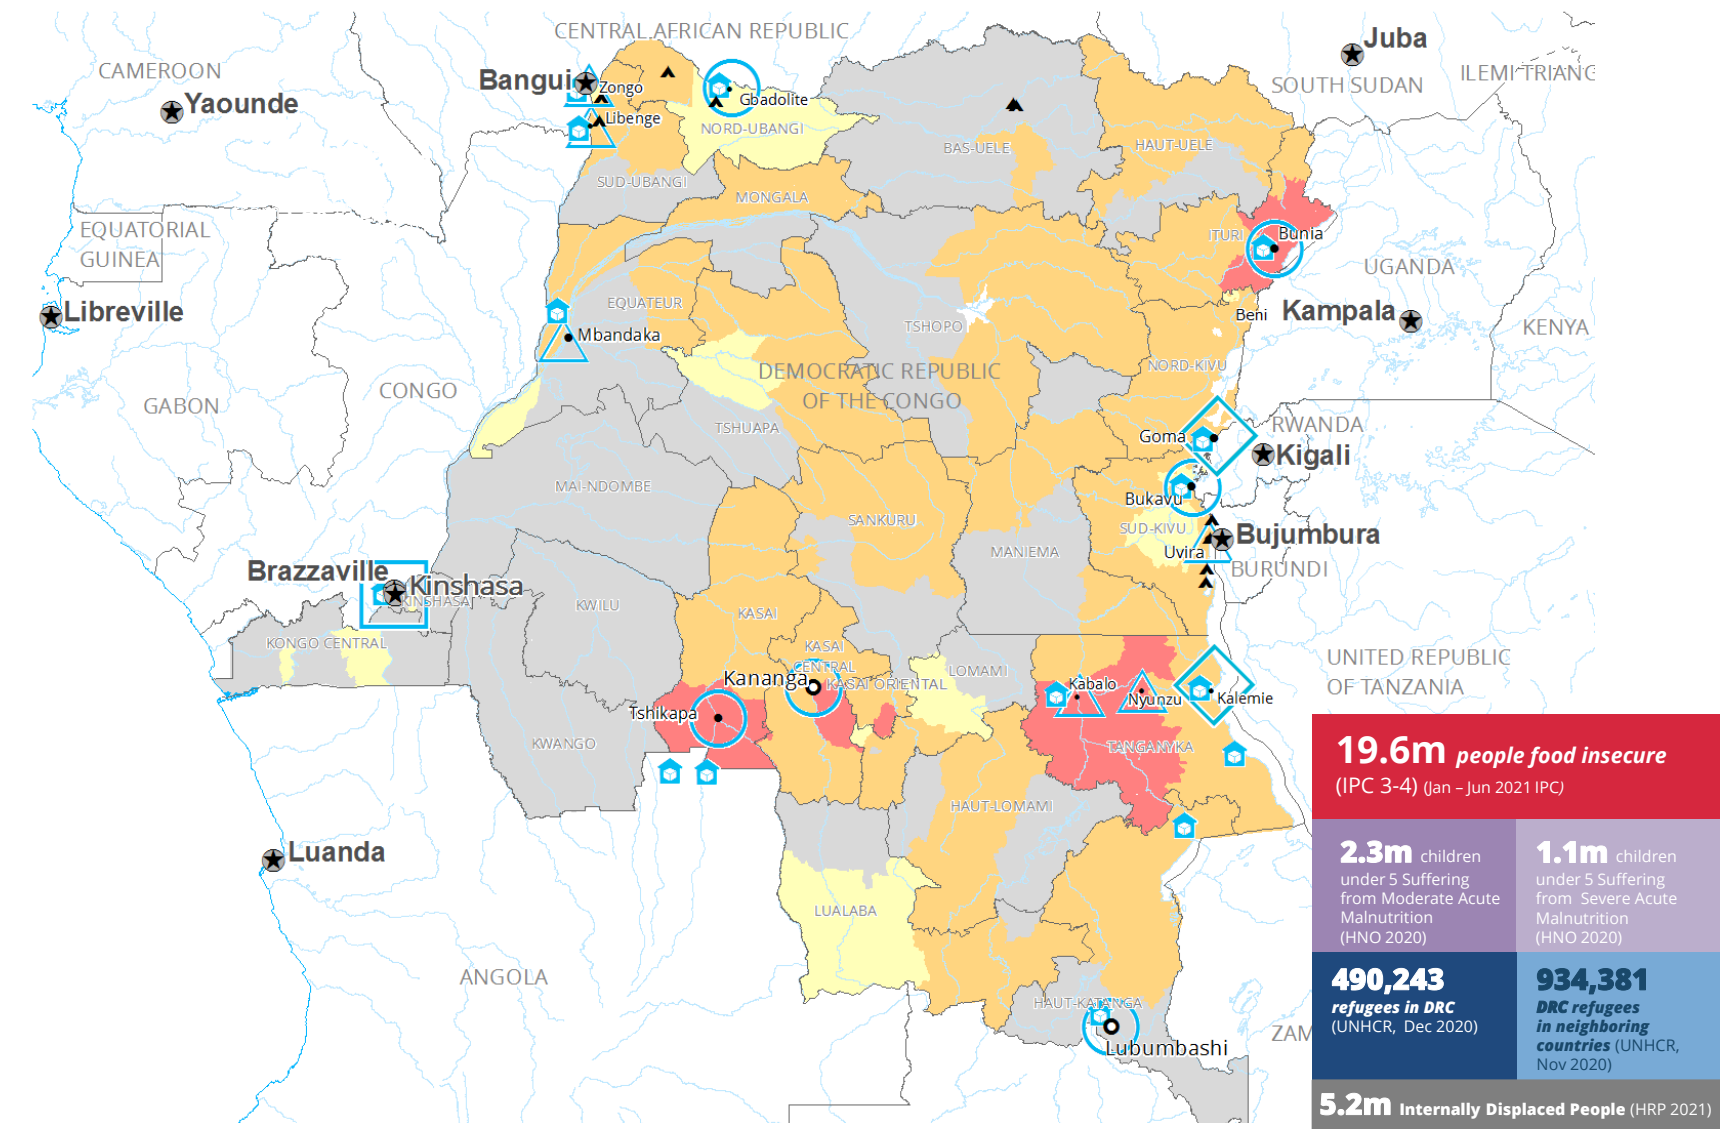 CENTRAL AFRICAN REPUBLIC
Juba
CAMEROON
Bangui
Zongo
ILEMI TRIANG
SOUTH SUDAN
Yaounde
Gbadolite
Libenge
NORD-UBANGI
BAS-UELE
HAUT-UELE
SUD-UBANGI
MONGALA
EQUATORIAL
GUINEA
ITURI
Bunia
UGANDA
Libreville
EQUATEUR
Beni
Kampala
TSHOPO
KENYA
Mbandaka
NORD-KIVU
DEMOCRATIC REPUBLIC
OF THE CONGO
CONGO
GABON
TSHUAPA
Goma
RWANDA
Kigali
MAI-NDOMBE
Bukavu
SANKURU
SUD-KIVU
Bujumbura
MANIEMA
Uvira
BURUNDI
Brazzaville
Kinshasa
KINSHASA
KWILU
KASAI
KONGO CENTRAL
KASAI
CENTRAL
LOMAMI
UNITED REPUBLIC
OF TANZANIA
Kananga
KASAI ORIENTAL
Kabalo
Nyunzu
Kalemie
Tshikapa
KWANGO
TANGANYKA
HAUT-LOMAMI
Luanda
LUALABA
ANGOLA
HAUT-KATANGA
ZAM
Lubumbashi
19.6m people food insecure
(IPC 3-4) (Jan – Jun 2021 IPC)
2.3m children
under 5 Suffering
from Moderate Acute
Malnutrition
(HNO 2020)
1.1m children
under 5 Suffering
from Severe Acute
Malnutrition
(HNO 2020)
490,243
refugees in DRC
(UNHCR, Dec 2020)
934,381
DRC refugees
in neighboring
countries (UNHCR,
Nov 2020)
5.2m Internally Displaced People (HRP 2021)